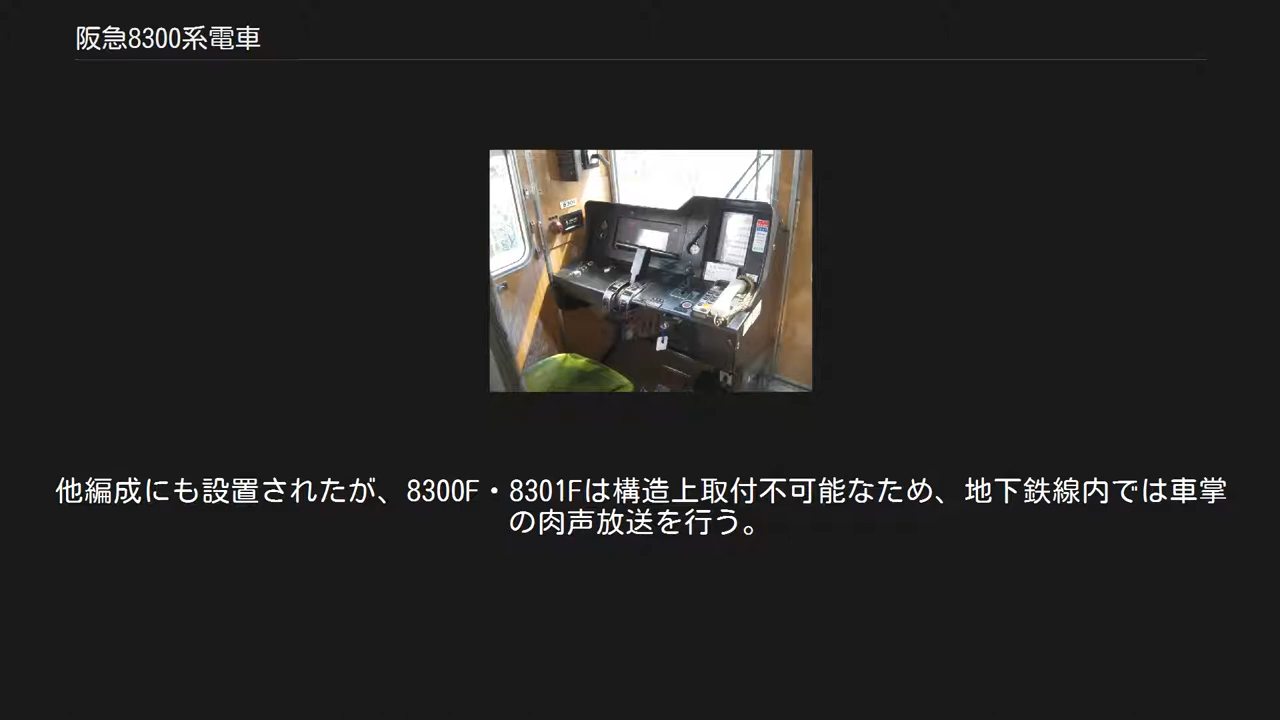 阪急8300系電車
他編成にも設置されたが、8300F・8301Fは構造上取付不可能なため、地下鉄線内では車掌
の肉声放送を行う。